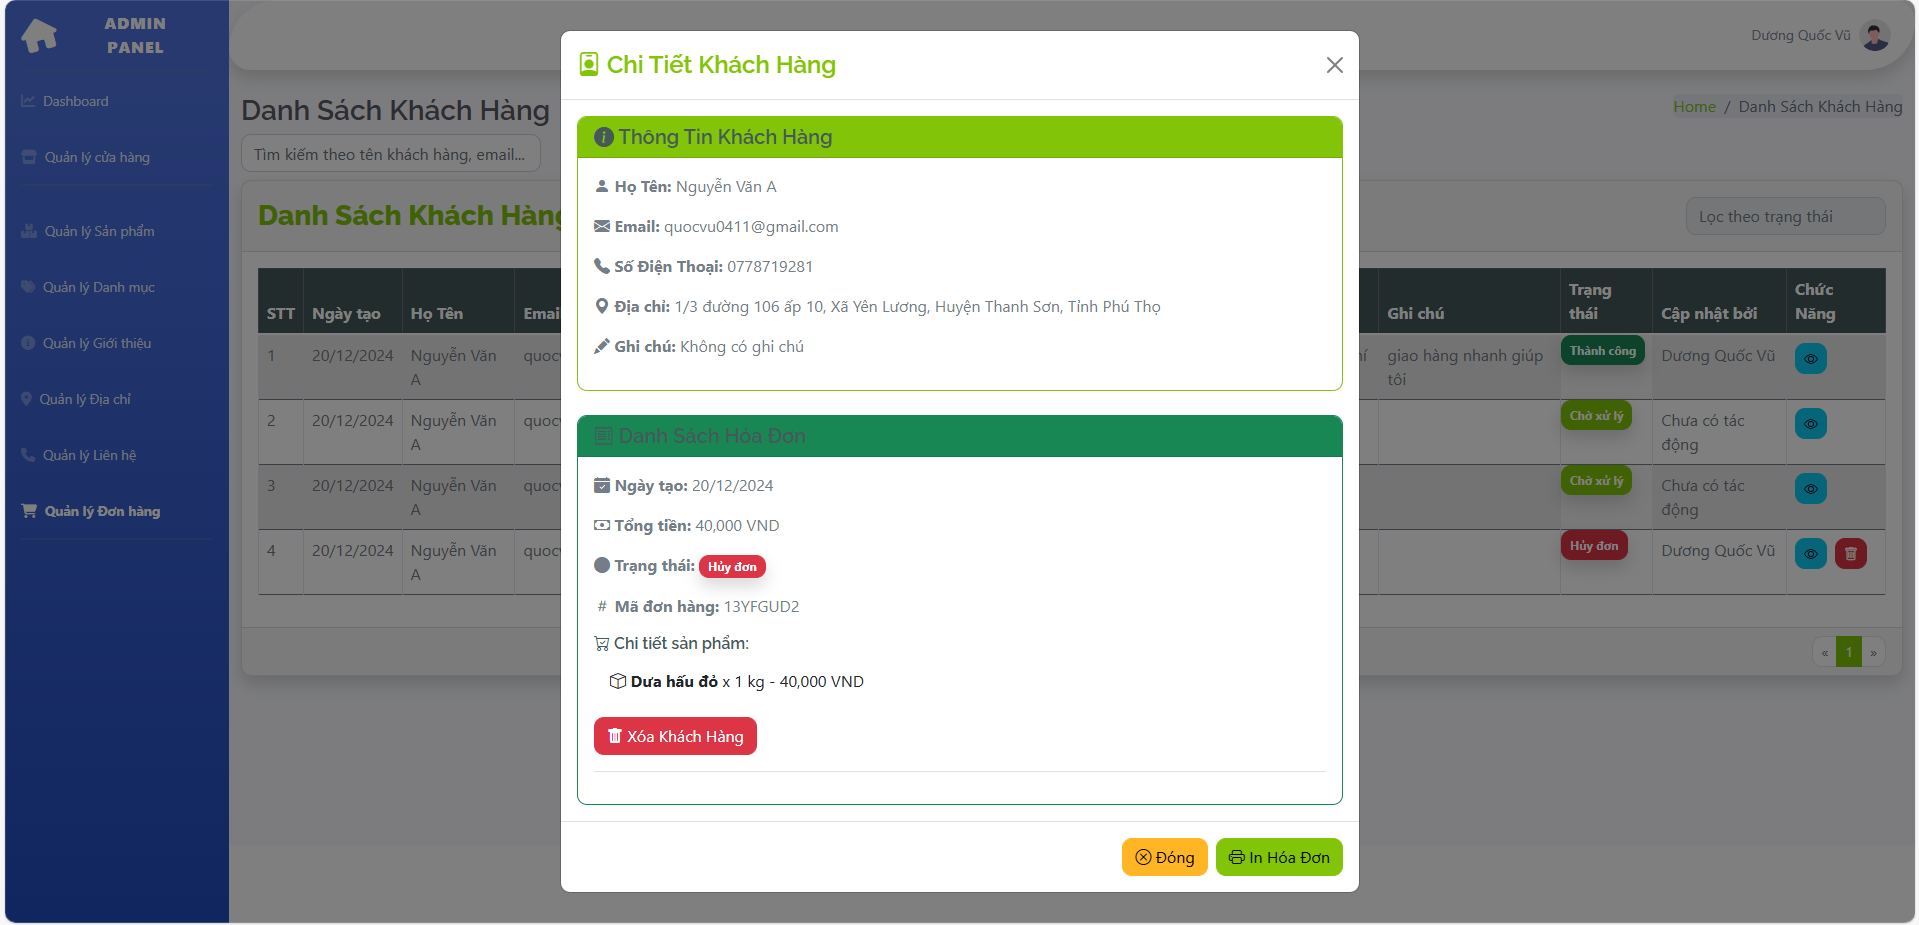 ADMIN
PANEL
Dashboard
Quản lý cửa hàng
Quản lý Sản phẩm
Quản lý Danh mục
Quản lý Giới thiệu
Quản lý Địa chỉ
Quản lý Liên hệ
Quản lý Đơn hàng
Dương Quốc Vũ
Danh Sách Khách Hàng
Home / Danh Sách Khách Hàng
Tìm kiếm theo tên khách hàng, email...
Danh Sách Khách Hàng
Lọc theo trạng thái
STT Ngày tạo Họ Tên Emai Ghi chú Trạng thái Cập nhật bởi Chức Năng
1 20/12/2024 Nguyễn Văn A quoc giao hàng nhanh giúp tôi Thành công Dương Quốc Vũ
2 20/12/2024 Nguyễn Văn A quoc Chờ xử lý Chưa có tác động
3 20/12/2024 Nguyễn Văn A quoc Chờ xử lý Chưa có tác động
4 20/12/2024 Nguyễn Văn A quoc Hủy đơn Dương Quốc Vũ
« 1 »
Chi Tiết Khách Hàng
Thông Tin Khách Hàng
Họ Tên: Nguyễn Văn A
Email: quocvu0411@gmail.com
Số Điện Thoại: 0778719281
Địa chỉ: 1/3 đường 106 ấp 10, Xã Yên Lương, Huyện Thanh Sơn, Tỉnh Phú Thọ
Ghi chú: Không có ghi chú
Danh Sách Hóa Đơn
Ngày tạo: 20/12/2024
Tổng tiền: 40,000 VND
Trạng thái: Hủy đơn
# Mã đơn hàng: 13YFGUD2
Chi tiết sản phẩm:
Dưa hấu đỏ x 1 kg - 40,000 VND
Xóa Khách Hàng
Đóng
In Hóa Đơn